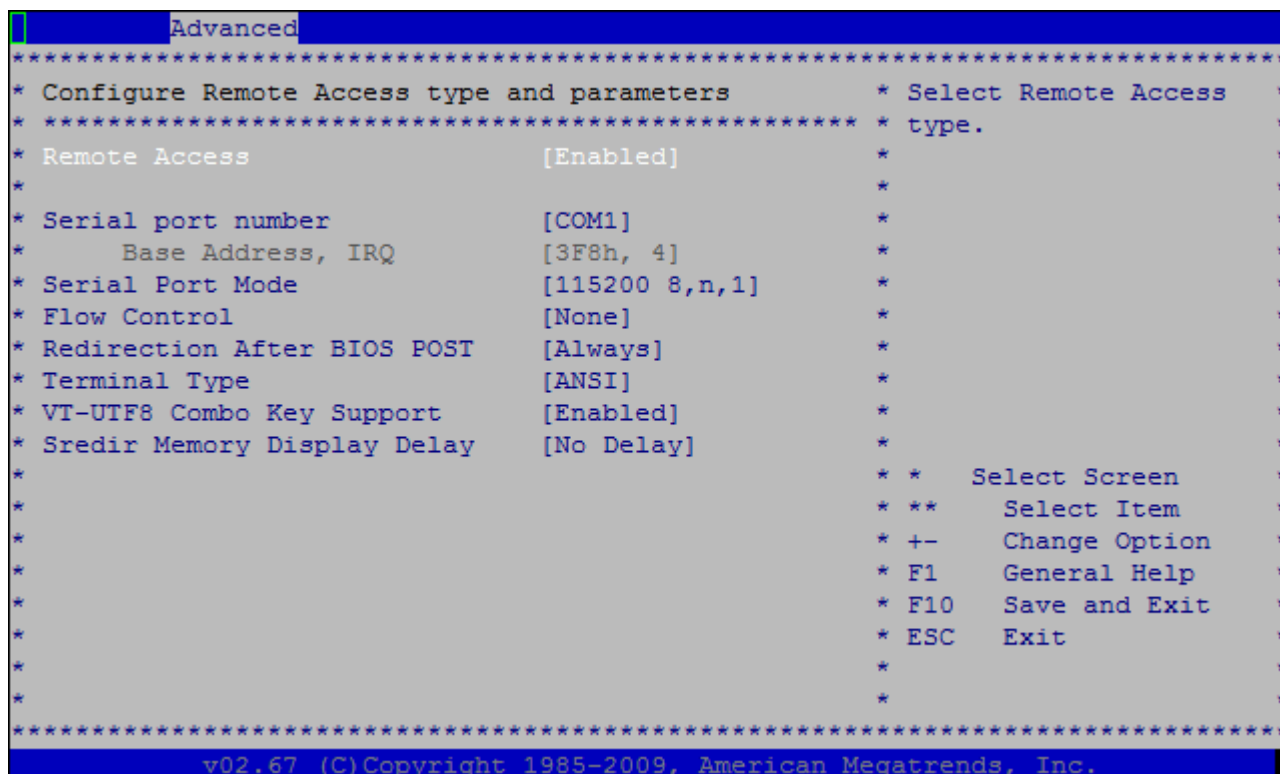 Advanced
********************************************************************************
* Configure Remote Access type and parameters * Select Remote Access *
* *************************************************** * type. *
* Remote Access [Enabled] * *
* * *
* Serial port number [COM1] * *
* Base Address, IRQ [3F8h, 4] * *
* Serial Port Mode [115200 8,n,1] * *
* Flow Control [None] * *
* Redirection After BIOS POST [Always] * *
* Terminal Type [ANSI] * *
* VT-UTF8 Combo Key Support [Enabled] * *
* Sredir Memory Display Delay [No Delay] * *
* * * Select Screen *
* * ** Select Item *
* * +- Change Option *
* * F1 General Help *
* * F10 Save and Exit *
* * ESC Exit *
* * *
* * *
********************************************************************************
v02.67 (C)Copyright 1985-2009, American Megatrends, Inc.